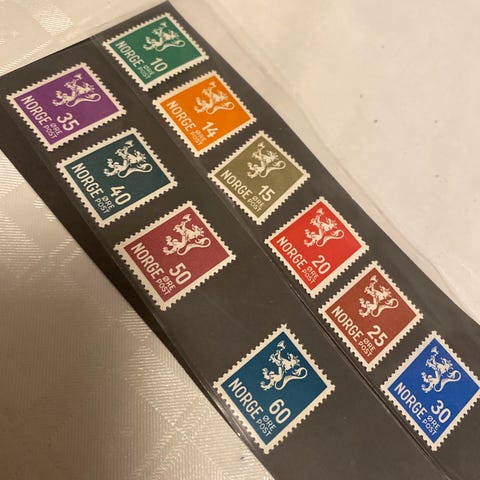 NORGE 10 ØRE POST
NORGE 14 ØRE POST
NORGE 15 ØRE POST
NORGE 20 ØRE POST
NORGE 25 ØRE POST
NORGE 30 ØRE POST
NORGE 35 ØRE POST
NORGE 40 ØRE POST
NORGE 50 ØRE POST
NORGE 60 ØRE POST